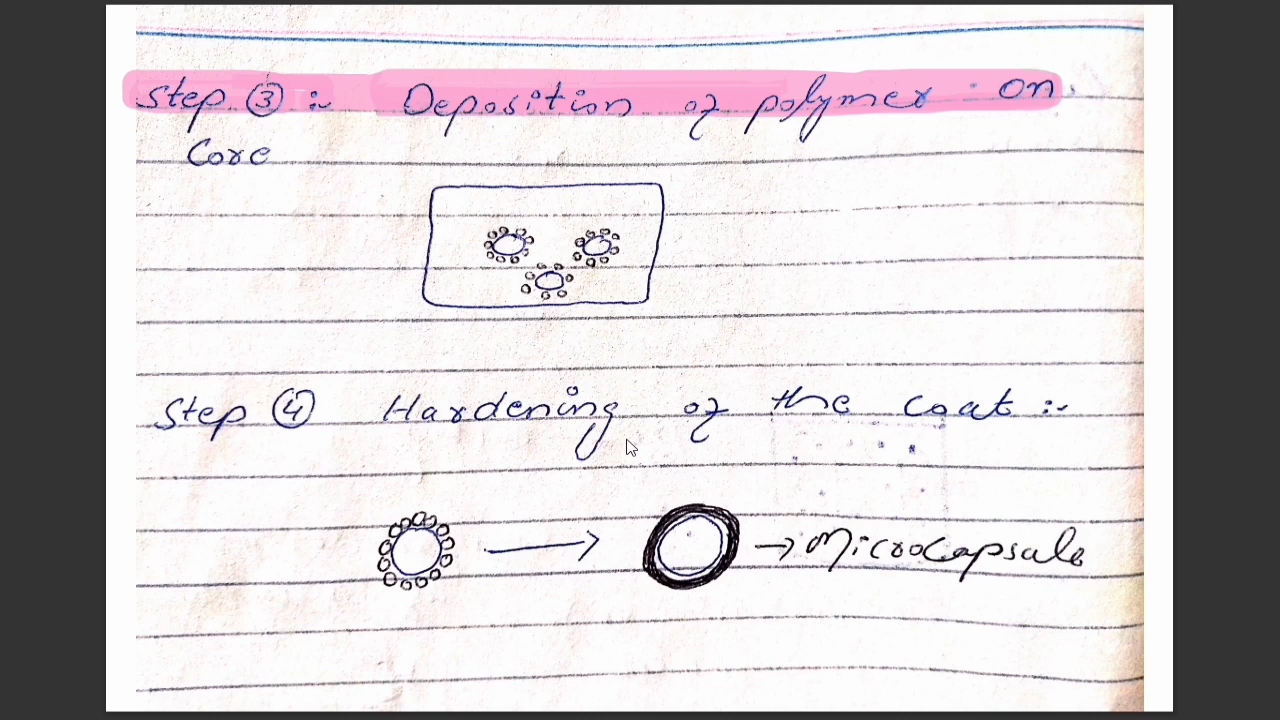 Step ③ :- Deposition of polymer on
Core
Step ④ Hardening of the coat :-
→ Microcapsule